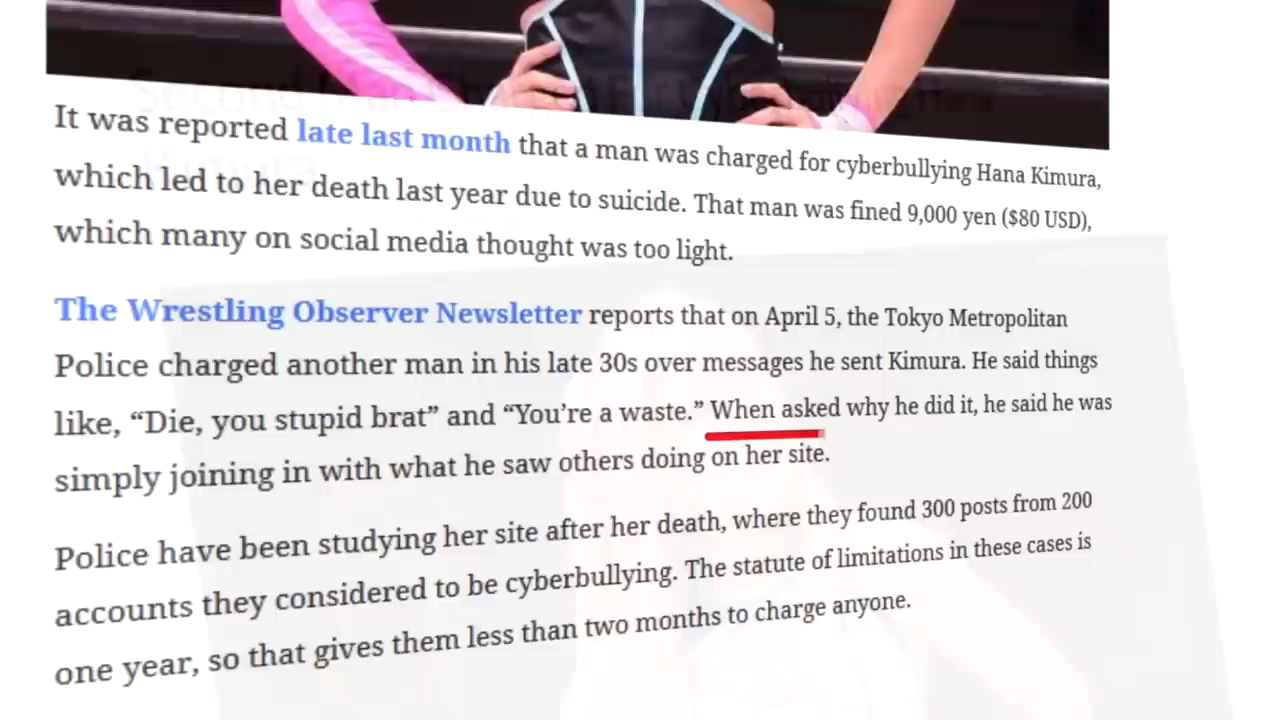 It was reported late last month that a man was charged for cyberbullying Hana Kimura,
which led to her death last year due to suicide. That man was fined 9,000 yen ($80 USD),
which many on social media thought was too light.
The Wrestling Observer Newsletter reports that on April 5, the Tokyo Metropolitan
Police charged another man in his late 30s over messages he sent Kimura. He said things
like, “Die, you stupid brat” and “You’re a waste.” When asked why he did it, he said he was
simply joining in with what he saw others doing on her site.
Police have been studying her site after her death, where they found 300 posts from 200
accounts they considered to be cyberbullying. The statute of limitations in these cases is
one year, so that gives them less than two months to charge anyone.